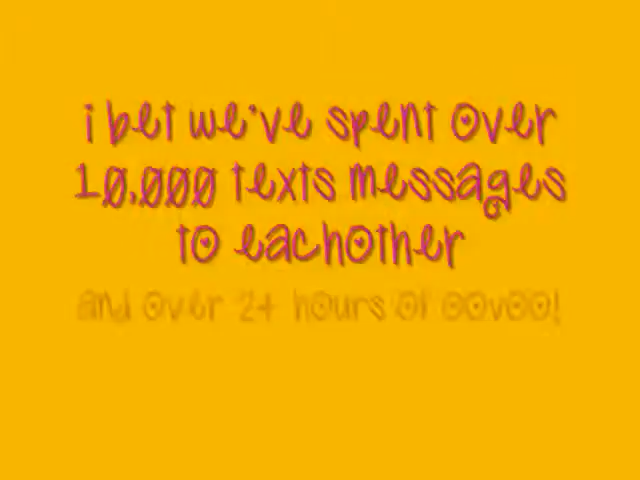 i bet we've spent over
10,000 texts messages
to eachother
and over 24 hours of oovoo!